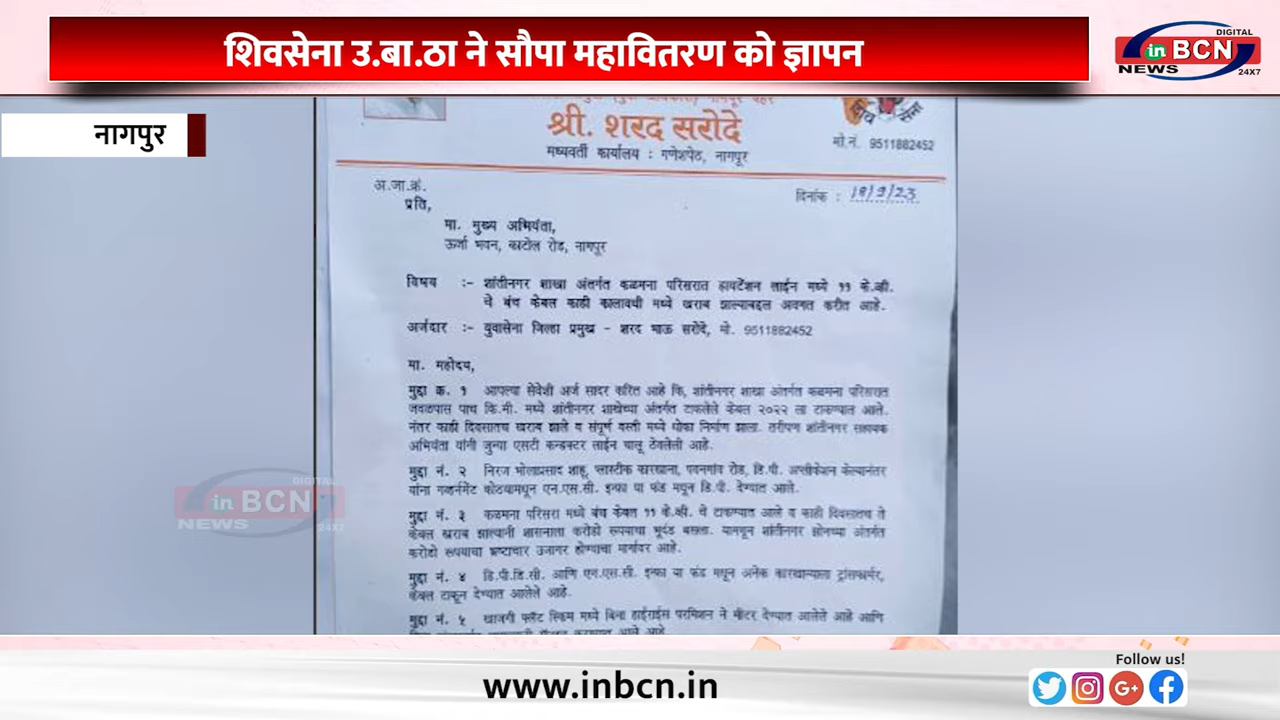 शिवसेना उ.बा.ठा ने सौपा महावितरण को ज्ञापन
DIGITAL
in BCN
NEWS 24X7
नागपुर
श्री. शरद सरोदे
मो.नं. 9511882452
मध्यवर्ती कार्यालय : गणेशपेठ, नागपूर
अ.जा.क्रं.
दिनांक : 18/9/23
प्रति,
मा. मुख्य अभियंता,
ऊर्जा भवन, काटोल रोड, नागपूर
विषय :- शांतीनगर शाखा अंतर्गत कळमना परिसरात हायटेंशन लाईन मध्ये ११ के.व्ही.
चे बंच केबल काही कालावधी मध्ये खराब झाल्याबद्दल अवगत करीत आहे.
अर्जदार :- युवासेना जिल्हा प्रमुख - शरद भाऊ सरोदे, मो. 9511882452
मा. महोदय,
मुद्दा क. १ आपल्या सेवेशी अर्ज सादर करित आहे कि, शांतीनगर शाखा अंतर्गत कळमना परिसरात
जवळपास पाच कि.मी. मध्ये शांतीनगर शाखेच्या अंतर्गत टाकलेले केबल २०२२ ला टाकण्यात आले.
नंतर काही दिवसातच खराब झाले व संपूर्ण वस्ती मध्ये धोका निर्माण झाला. तरीपण शांतीनगर सहायक
अभियंता यांनी जुन्या एसटी कन्डक्टर लाईन चालू ठेवलेली आहे.
मुद्दा नं. २ निरज भोलाप्रसाद शाहू, प्लास्टीक कारखाना, पवनगांव रोड, डि.पी. अप्लीकेशन केल्यानंतर
यांना गव्हर्नमेंट कोठयामधून एन.एस.सी. इन्फ्रा या फंड मधून डि.पी. देण्यात आले.
मुद्दा नं. ३ कळमना परिसरा मध्ये बंच केबल ११ के.व्ही. चे टाकण्यात आले व काही दिवसातच ते
केबल खराब झाल्यानी शासनाला करोडो रूपयाचा भूर्दंड बसला. यामधून शांतीनगर झोनच्या अंतर्गत
करोडो रूपयाचा भ्रष्टाचार उजागर होण्याचा मार्गावर आहे.
मुद्दा नं. ४ डि.पी.डि.सी. आणि एन.एस.सी. इन्फ्रा या फंड मधून अनेक कारखान्याला ट्रांसफार्मर,
केबल टाकून देण्यात आलेले आहे.
मुद्दा नं. ५ खाजगी फ्लॅट स्किम मध्ये बिना हाईराईस परमिशन ने मीटर देण्यात आलेले आहे आणि
DIGITAL
in BCN
NEWS 24X7
www.inbcn.in
Follow us!